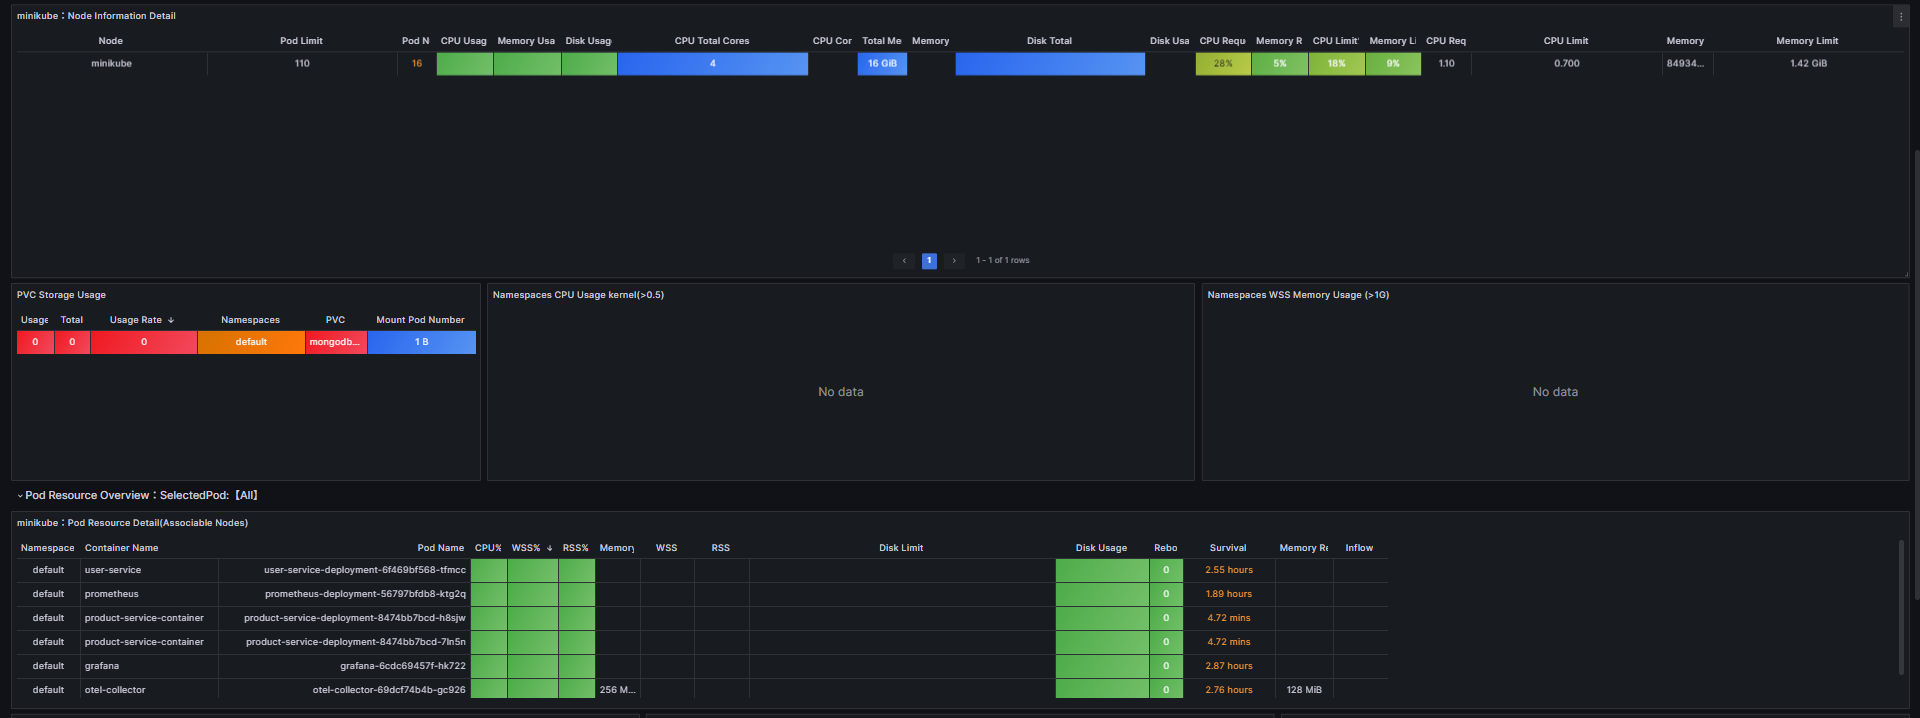 minikube：Node Information Detail
Node Pod Limit Pod N CPU Usag Memory Usa Disk Usag CPU Total Cores CPU Cor Total Me Memory Disk Total Disk Usa CPU Requ Memory R CPU Limit Memory Li CPU Req CPU Limit Memory Memory Limit
minikube 110 16 4 16 GiB 28% 5% 18% 9% 1.10 0.700 84934... 1.42 GiB
‹ 1 › 1 - 1 of 1 rows
PVC Storage Usage
Usage Total Usage Rate ↓ Namespaces PVC Mount Pod Number
0 0 0 default mongodb... 1 B
Namespaces CPU Usage kernel(>0.5)
No data
Namespaces WSS Memory Usage (>1G)
No data
Pod Resource Overview：SelectedPod:【All】
minikube：Pod Resource Detail(Associable Nodes)
Namespace Container Name Pod Name CPU% WSS% ↓ RSS% Memory WSS RSS Disk Limit Disk Usage Rebo Survival Memory Re Inflow
default user-service user-service-deployment-6f469bf568-tfmcc 0 2.55 hours
default prometheus prometheus-deployment-56797bfdb8-ktg2q 0 1.89 hours
default product-service-container product-service-deployment-8474bb7bcd-h8sjw 0 4.72 mins
default product-service-container product-service-deployment-8474bb7bcd-7ln5n 0 4.72 mins
default grafana grafana-6cdc69457f-hk722 0 2.87 hours
default otel-collector otel-collector-69dcf74b4b-gc926 256 M... 0 2.76 hours 128 MiB